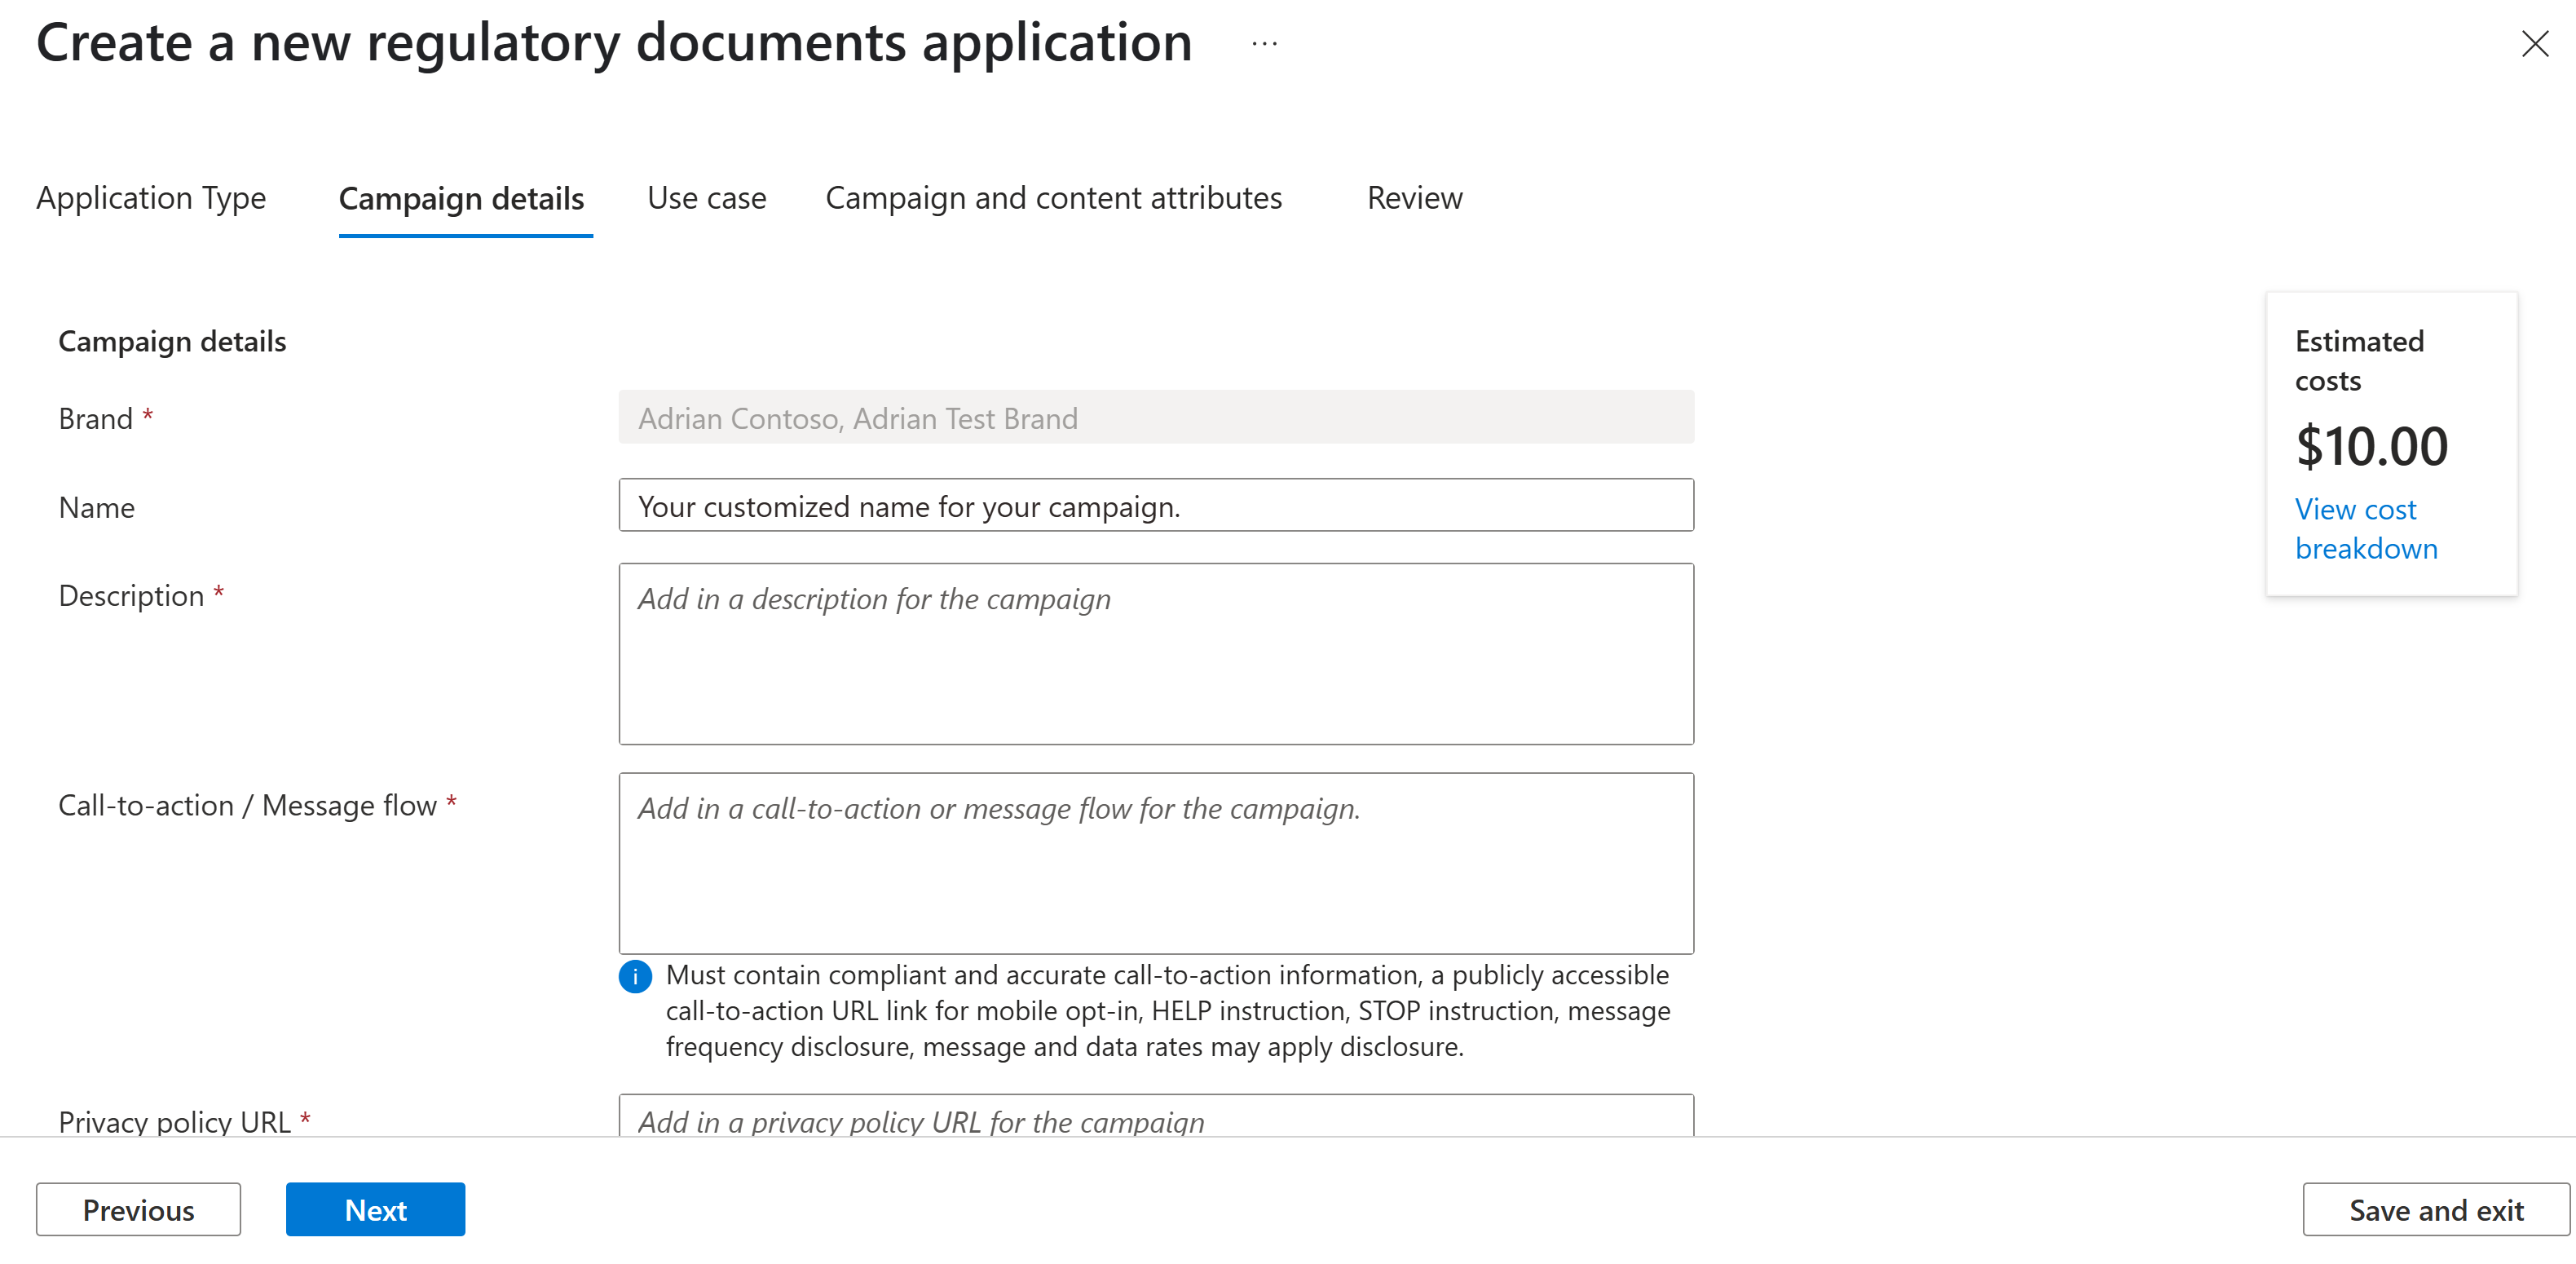 Create a new regulatory documents application ...
Application Type Campaign details Use case Campaign and content attributes Review
Campaign details
Brand *
Adrian Contoso, Adrian Test Brand
Name
Your customized name for your campaign.
Description *
Add in a description for the campaign
Call-to-action / Message flow *
Add in a call-to-action or message flow for the campaign.
i Must contain compliant and accurate call-to-action information, a publicly accessible
call-to-action URL link for mobile opt-in, HELP instruction, STOP instruction, message
frequency disclosure, message and data rates may apply disclosure.
Privacy policy URL *
Add in a privacy policy URL for the campaign
Estimated
costs
$10.00
View cost
breakdown
Previous Next Save and exit